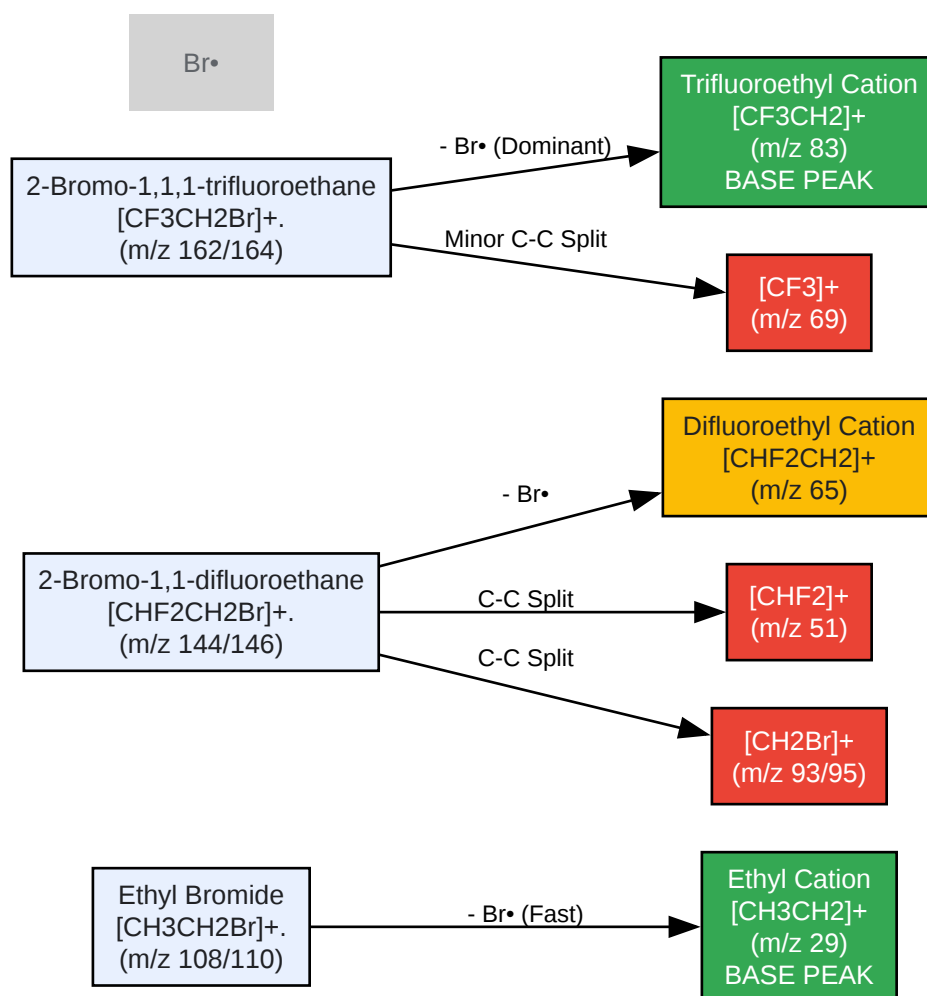 Br•
Trifluoroethyl Cation
[CF3CH2]+
(m/z 83)
BASE PEAK
- Br• (Dominant)
2-Bromo-1,1,1-trifluoroethane
[CF3CH2Br]+.
(m/z 162/164)
Minor C-C Split
[CF3]+
(m/z 69)
Difluoroethyl Cation
[CHF2CH2]+
(m/z 65)
- Br•
2-Bromo-1,1-difluoroethane
[CHF2CH2Br]+.
(m/z 144/146)
C-C Split
[CHF2]+
(m/z 51)
C-C Split
[CH2Br]+
(m/z 93/95)
Ethyl Bromide
[CH3CH2Br]+.
(m/z 108/110)
- Br• (Fast)
Ethyl Cation
[CH3CH2]+
(m/z 29)
BASE PEAK